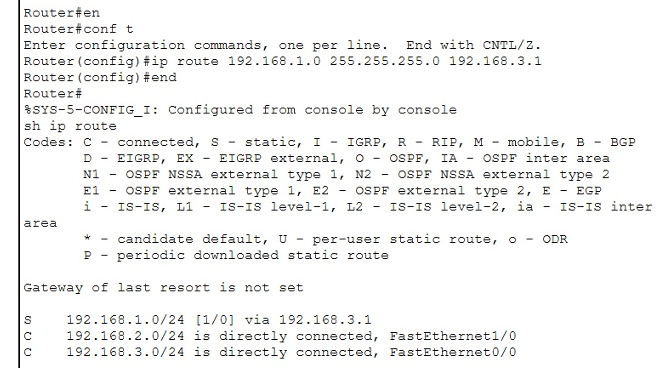 Router#en
Router#conf t
Enter configuration commands, one per line.  End with CNTL/Z.
Router(config)#ip route 192.168.1.0 255.255.255.0 192.168.3.1
Router(config)#end
Router#
%SYS-5-CONFIG_I: Configured from console by console
sh ip route
Codes: C - connected, S - static, I - IGRP, R - RIP, M - mobile, B - BGP
       D - EIGRP, EX - EIGRP external, O - OSPF, IA - OSPF inter area
       N1 - OSPF NSSA external type 1, N2 - OSPF NSSA external type 2
       E1 - OSPF external type 1, E2 - OSPF external type 2, E - EGP
       i - IS-IS, L1 - IS-IS level-1, L2 - IS-IS level-2, ia - IS-IS inter
area
       * - candidate default, U - per-user static route, o - ODR
       P - periodic downloaded static route
Gateway of last resort is not set
S    192.168.1.0/24 [1/0] via 192.168.3.1
C    192.168.2.0/24 is directly connected, FastEthernet1/0
C    192.168.3.0/24 is directly connected, FastEthernet0/0